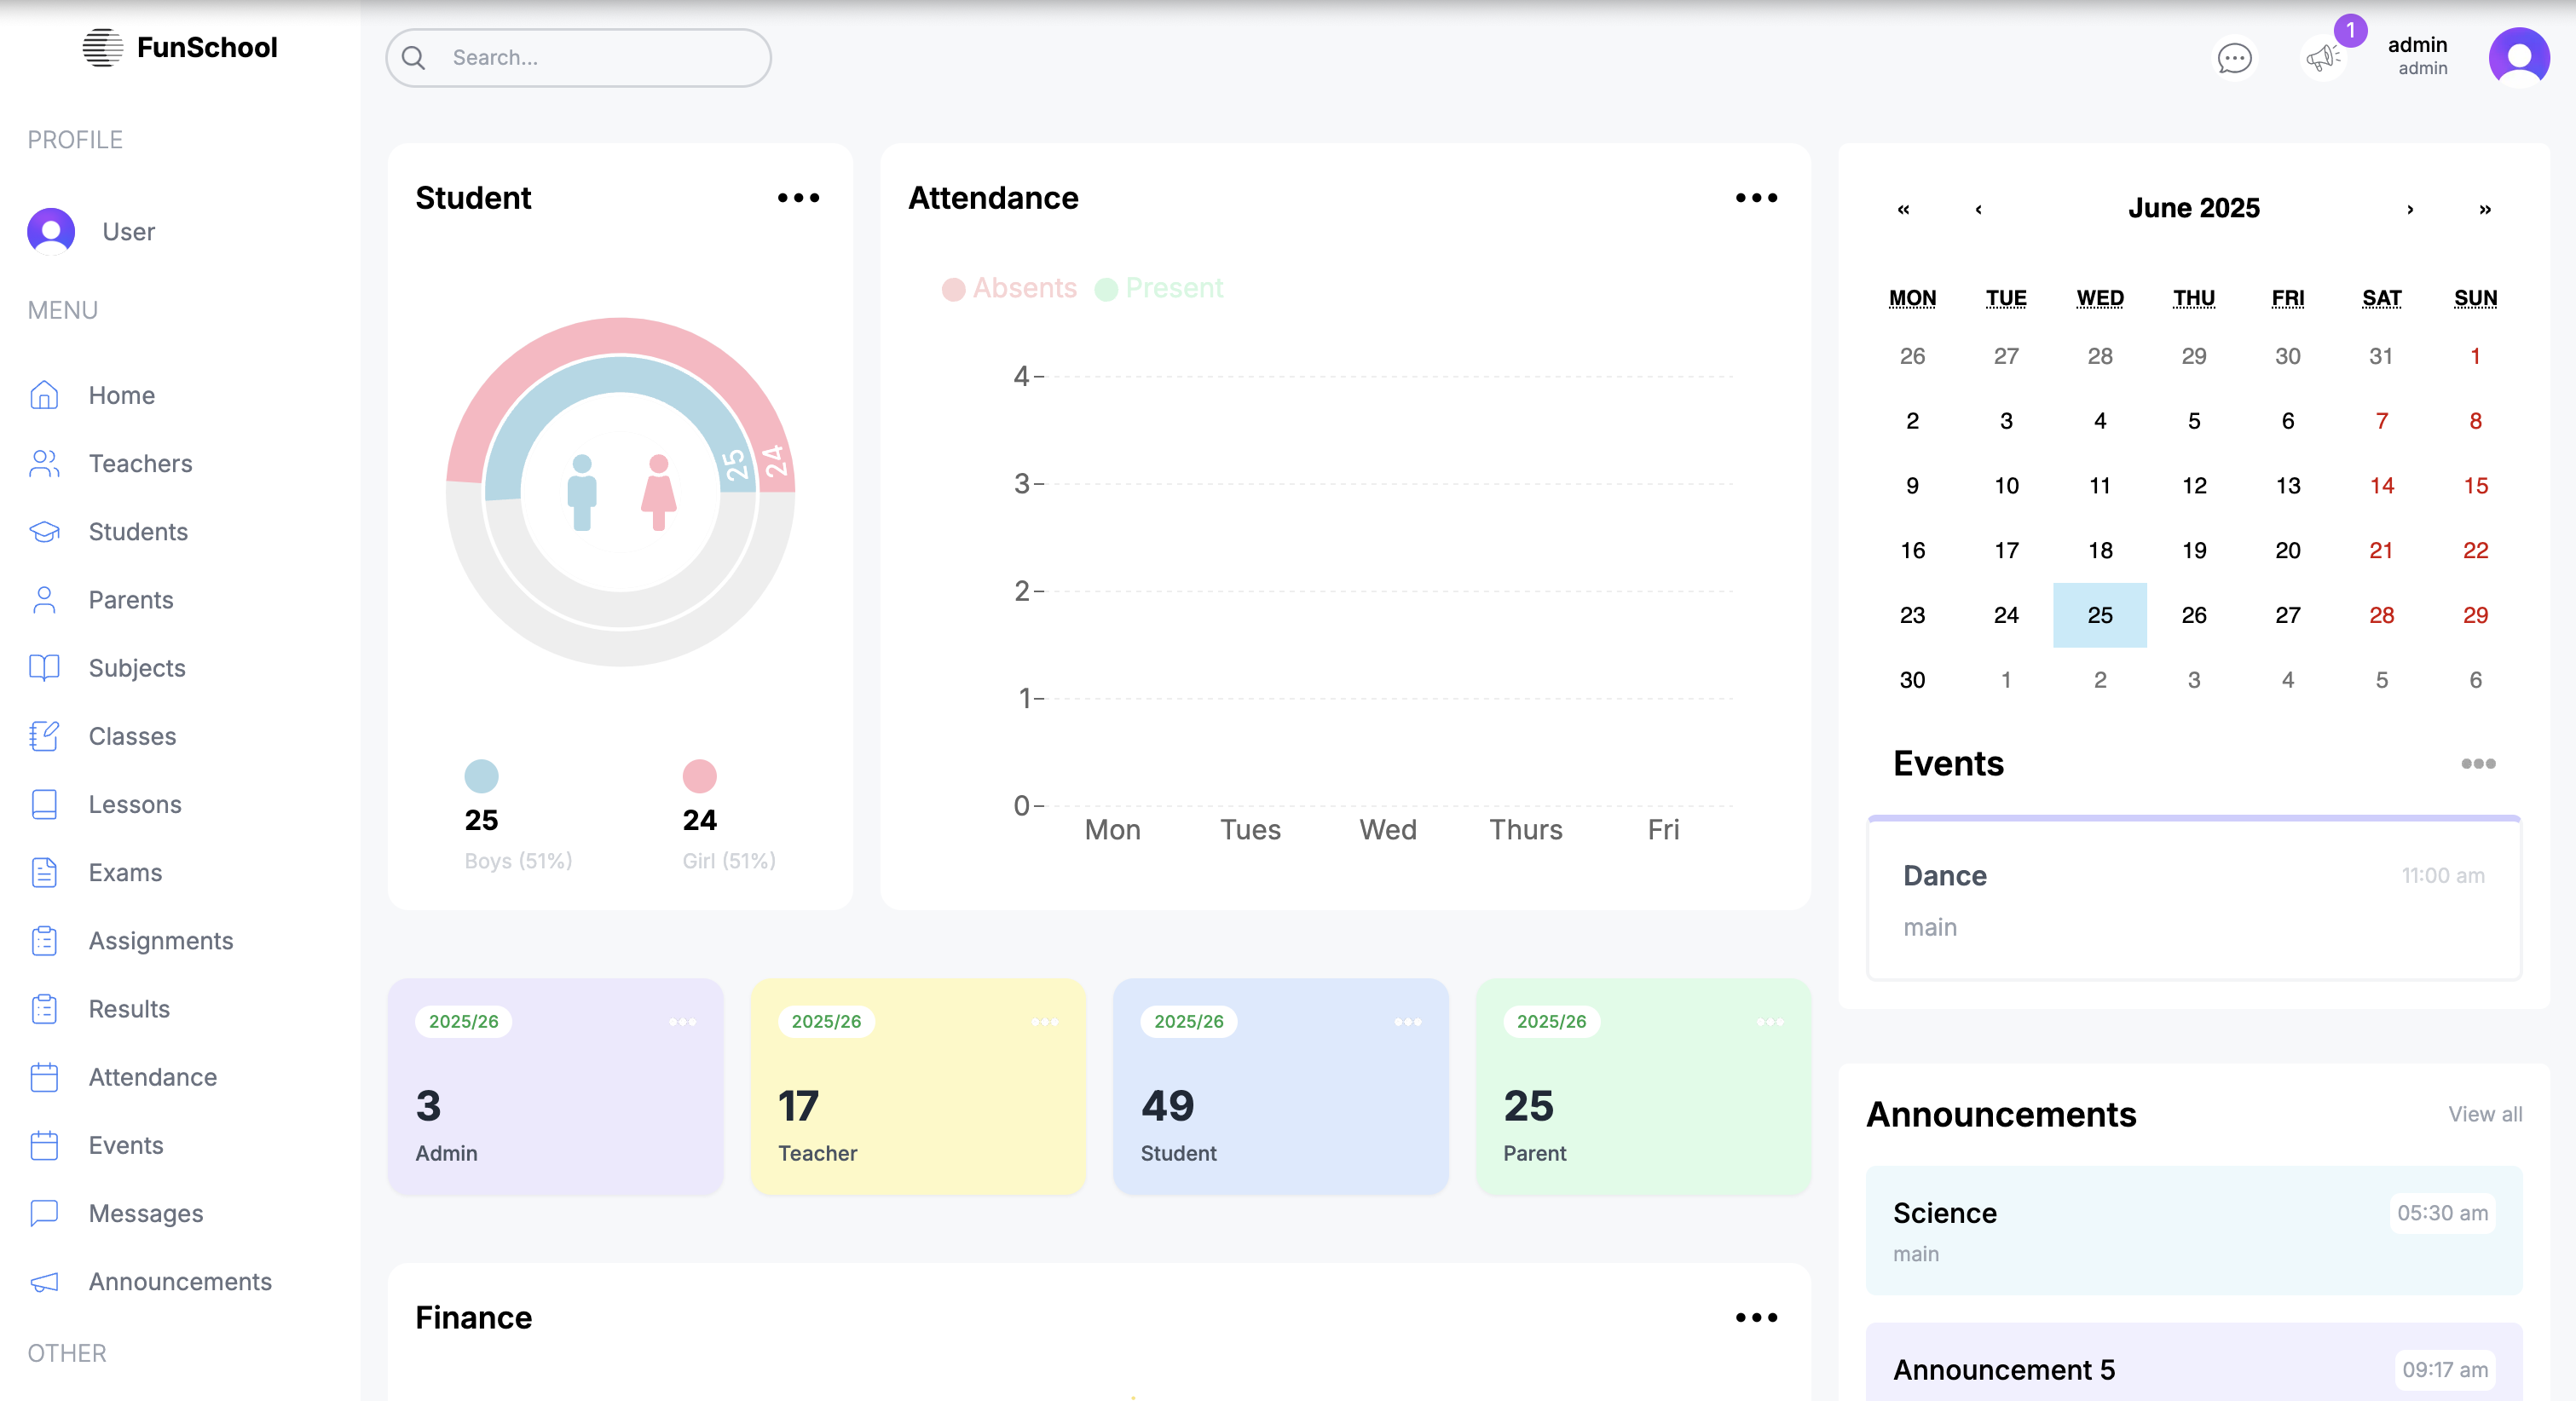 FunSchool
PROFILE
User
MENU
Home
Teachers
Students
Parents
Subjects
Classes
Lessons
Exams
Assignments
Results
Attendance
Events
Messages
Announcements
OTHER
Search...
1
admin
admin
Student
25
24
25
24
Boys (51%)
Girl (51%)
Attendance
Absents
Present
4
3
2
1
0
Mon Tues Wed Thurs Fri
« ‹ June 2025 › »
MON TUE WED THU FRI SAT SUN
26 27 28 29 30 31 1
2 3 4 5 6 7 8
9 10 11 12 13 14 15
16 17 18 19 20 21 22
23 24 25 26 27 28 29
30 1 2 3 4 5 6
Events
Dance 11:00 am
main
2025/26
3
Admin
2025/26
17
Teacher
2025/26
49
Student
2025/26
25
Parent
Announcements View all
Science 05:30 am
main
Announcement 5 09:17 am
Finance